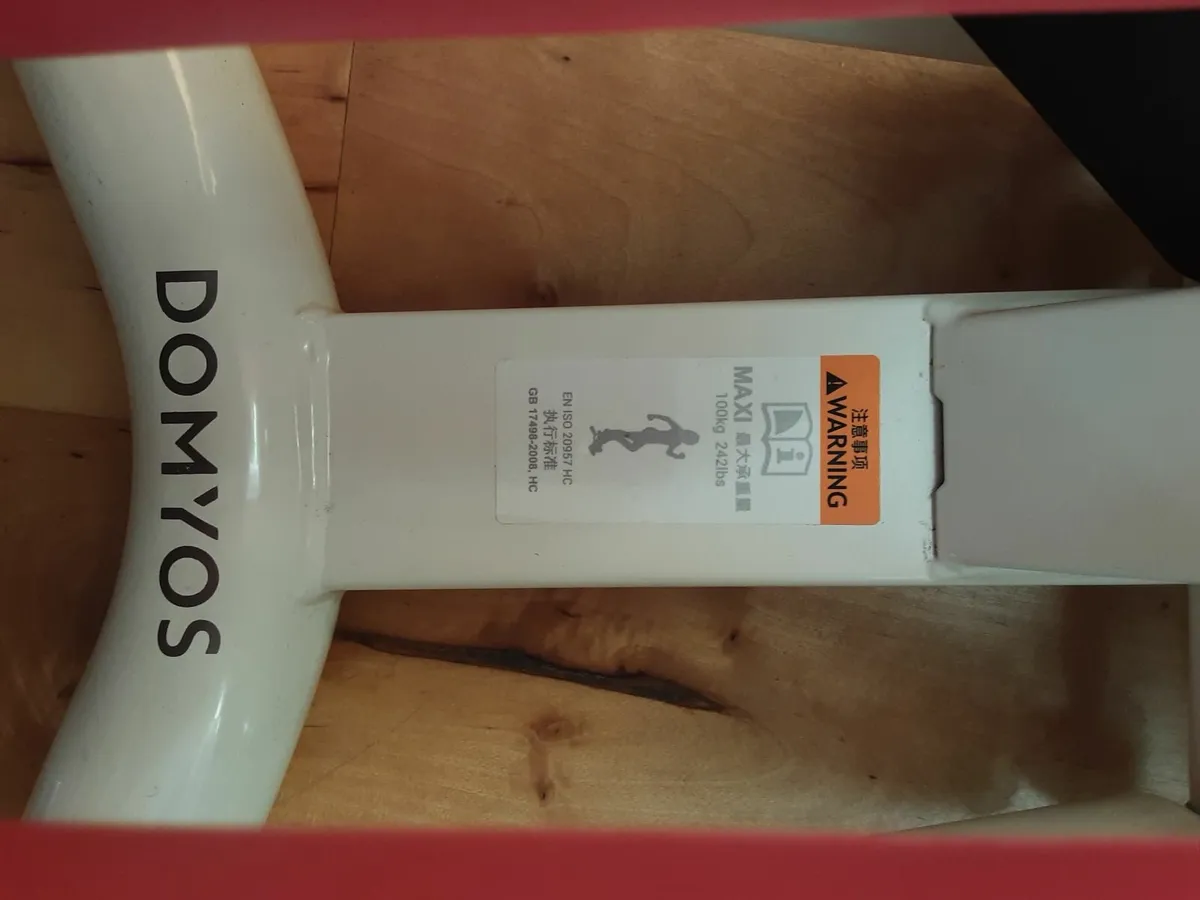 DOMYOS
注意事项
WARNING
MAXI 最大承重量
100kg 242lbs
EN ISO 20957 HC
执行标准
GB 17498-2008, HC